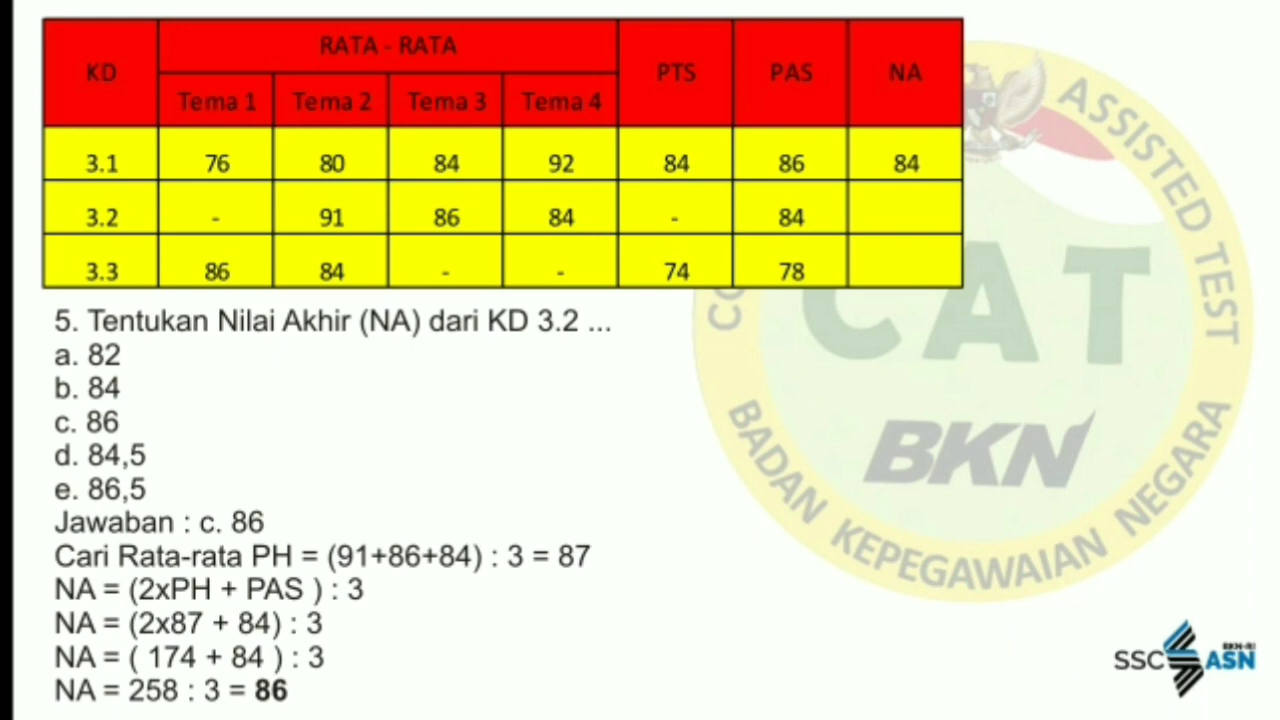 KD RATA - RATA PTS PAS NA
Tema 1 Tema 2 Tema 3 Tema 4
3.1 76 80 84 92 84 86 84
3.2 - 91 86 84 - 84
3.3 86 84 - - 74 78
5. Tentukan Nilai Akhir (NA) dari KD 3.2 ...
a. 82
b. 84
c. 86
d. 84,5
e. 86,5
Jawaban : c. 86
Cari Rata-rata PH = (91+86+84) : 3 = 87
NA = (2xPH + PAS ) : 3
NA = (2x87 + 84) : 3
NA = ( 174 + 84 ) : 3
NA = 258 : 3 = 86
ASSISTED TEST
CAT
BKN
BADAN KEPEGAWAIAN NEGARA
BKN-RI
SSC ASN